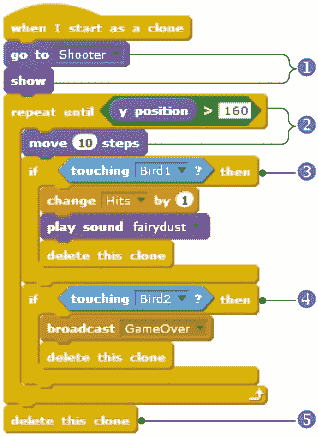 when I start as a clone
go to Shooter
1
show
repeat until y position > 160
2
move 10 steps
if touching Bird1 ? then
3
change Hits by 1
play sound fairydust
delete this clone
if touching Bird2 ? then
4
broadcast GameOver
delete this clone
delete this clone
5